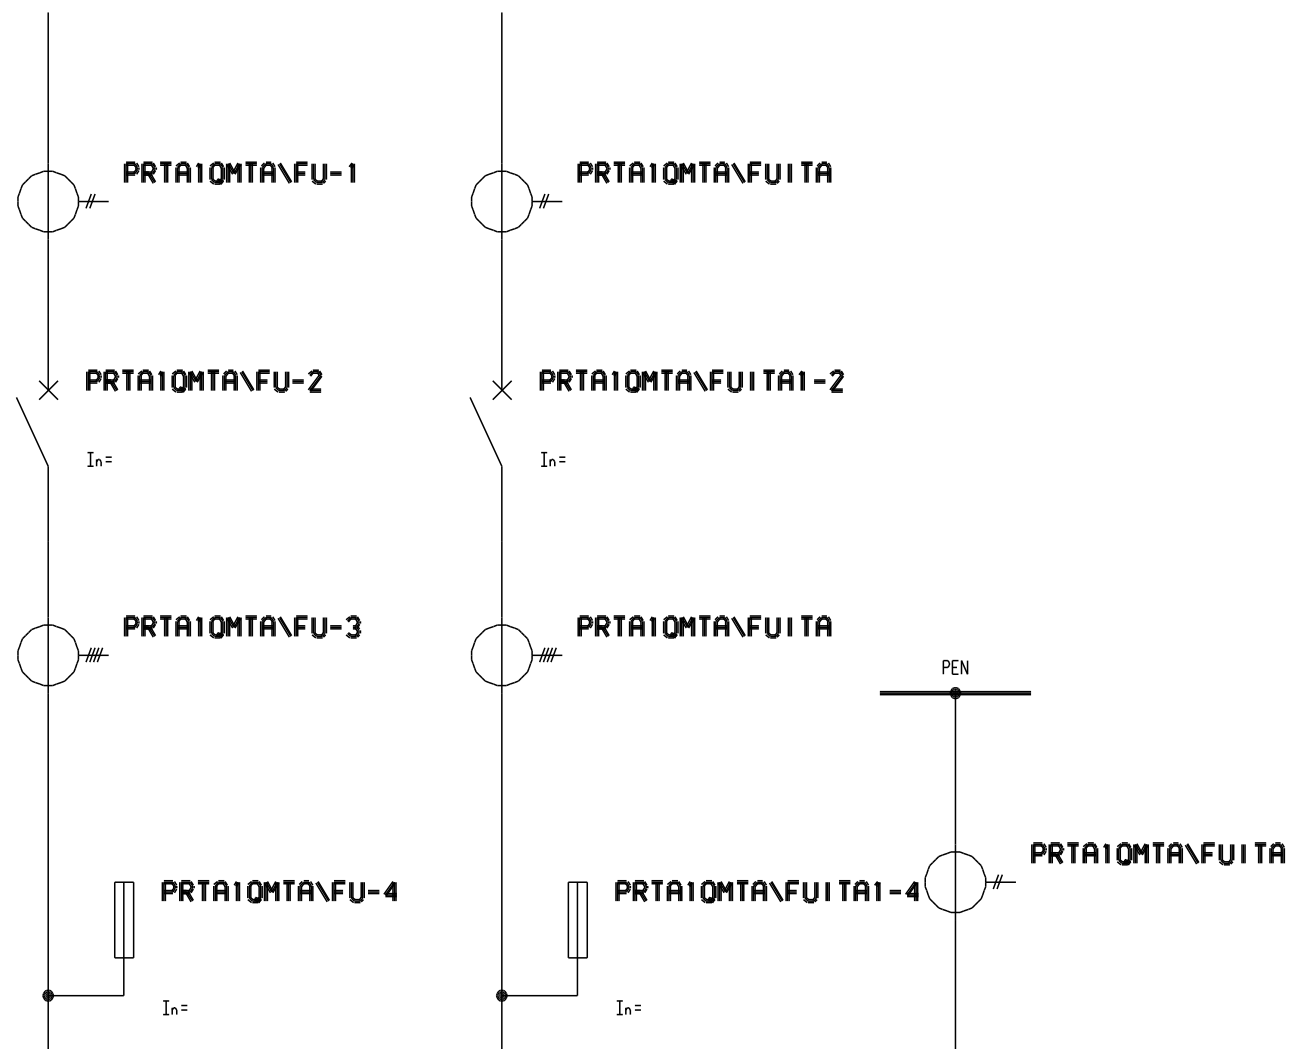 PRTA1QMTA\FU-1
PRTA1QMTA\FUITA
PRTA1QMTA\FU-2
PRTA1QMTA\FUITA1-2
In=
In=
PRTA1QMTA\FU-3
PRTA1QMTA\FUITA
PEN
PRTA1QMTA\FUITA
PRTA1QMTA\FU-4
PRTA1QMTA\FUITA1-4
In=
In=